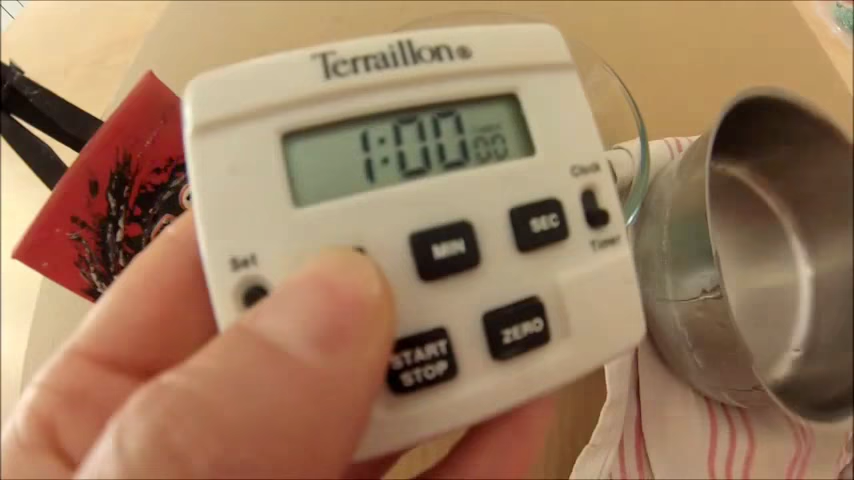 Terraillon®
1:00 00
Clock
MIN
SEC
Timer
Set
START
STOP
ZERO